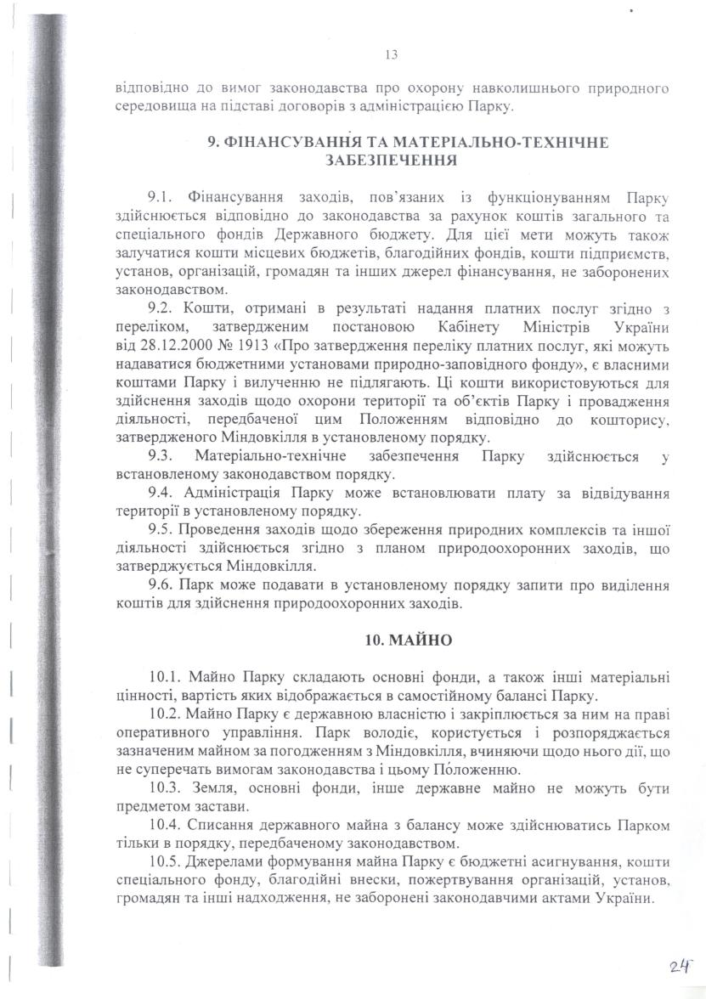 13
відповідно до вимог законодавства про охорону навколишнього природного
середовища на підставі договорів з адміністрацією Парку.
9. ФІНАНСУВАННЯ ТА МАТЕРІАЛЬНО-ТЕХНІЧНЕ
ЗАБЕЗПЕЧЕННЯ
9.1. Фінансування заходів, пов’язаних із функціонуванням Парку
здійснюється відповідно до законодавства за рахунок коштів загального та
спеціального фондів Державного бюджету. Для цієї мети можуть також
залучатися кошти місцевих бюджетів, благодійних фондів, кошти підприємств,
установ, організацій, громадян та інших джерел фінансування, не заборонених
законодавством.
9.2. Кошти, отримані в результаті надання платних послуг згідно з
переліком, затвердженим постановою Кабінету Міністрів України
від 28.12.2000 № 1913 «Про затвердження переліку платних послуг, які можуть
надаватися бюджетними установами природно-заповідного фонду», є власними
коштами Парку і вилученню не підлягають. Ці кошти використовуються для
здійснення заходів щодо охорони території та об’єктів Парку і провадження
діяльності, передбаченої цим Положенням відповідно до кошторису,
затвердженого Міндовкілля в установленому порядку.
9.3. Матеріально-технічне забезпечення Парку здійснюється у
встановленому законодавством порядку.
9.4. Адміністрація Парку може встановлювати плату за відвідування
території в установленому порядку.
9.5. Проведення заходів щодо збереження природних комплексів та іншої
діяльності здійснюється згідно з планом природоохоронних заходів, що
затверджується Міндовкілля.
9.6. Парк може подавати в установленому порядку запити про виділення
коштів для здійснення природоохоронних заходів.
10. МАЙНО
10.1. Майно Парку складають основні фонди, а також інші матеріальні
цінності, вартість яких відображається в самостійному балансі Парку.
10.2. Майно Парку є державною власністю і закріплюється за ним на праві
оперативного управління. Парк володіє, користується і розпоряджається
зазначеним майном за погодженням з Міндовкілля, вчиняючи щодо нього дії, що
не суперечать вимогам законодавства і цьому Положенню.
10.3. Земля, основні фонди, інше державне майно не можуть бути
предметом застави.
10.4. Списання державного майна з балансу може здійснюватись Парком
тільки в порядку, передбаченому законодавством.
10.5. Джерелами формування майна Парку є бюджетні асигнування, кошти
спеціального фонду, благодійні внески, пожертвування організацій, установ,
громадян та інші надходження, не заборонені законодавчими актами України.
24